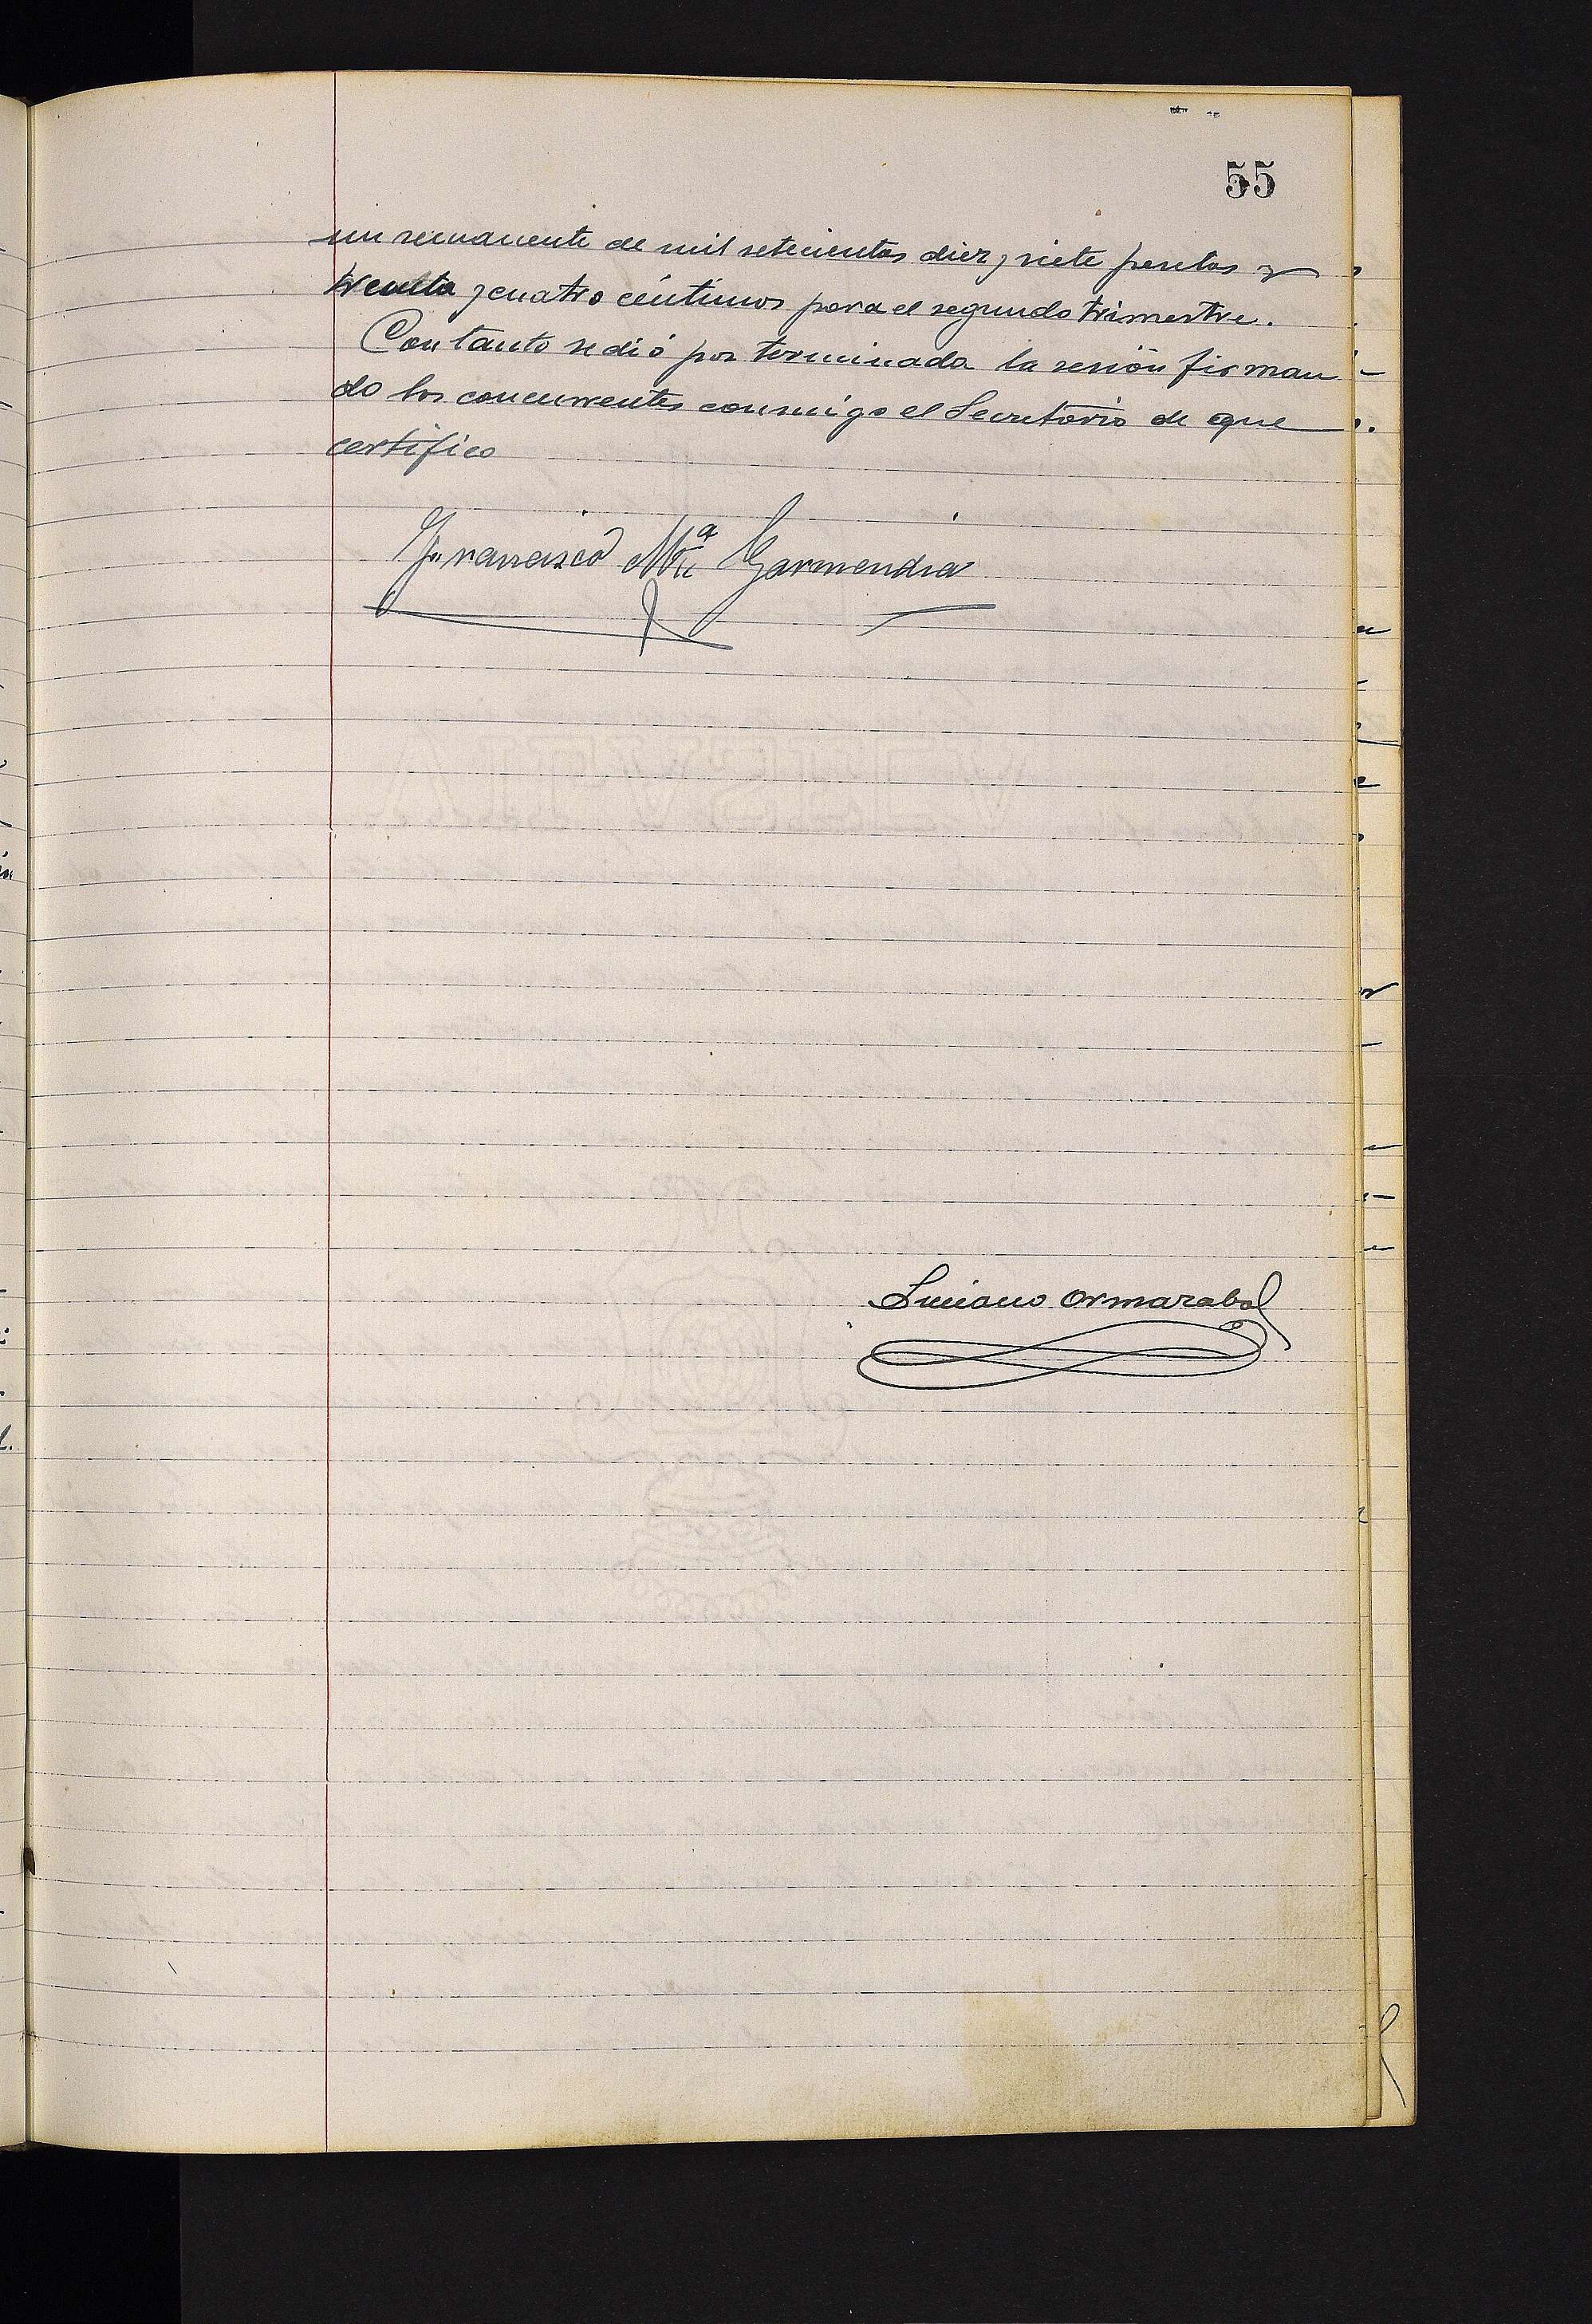 55
un remanente de mil setecientas diez y siete pesetas y
treinta y cuatro céntimos para el segundo trimestre.
Con tanto se dió por terminada la sesión firman
do los concurrentes conmigo el Secretario de que
certifico
Francisco Mª Garmendia
Luciano Ormazabal